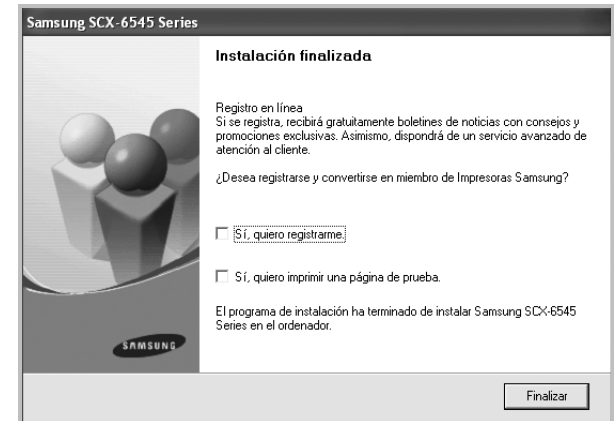 Samsung SCX-6545 Series
Instalación finalizada
Registro en línea
Si se registra, recibirá gratuitamente boletines de noticias con consejos y
promociones exclusivas. Asimismo, dispondrá de un servicio avanzado de
atención al cliente.
¿Desea registrarse y convertirse en miembro de Impresoras Samsung?
Sí, quiero registrarme.
Sí, quiero imprimir una página de prueba.
El programa de instalación ha terminado de instalar Samsung SCX-6545
Series en el ordenador.
SAMSUNG
Finalizar